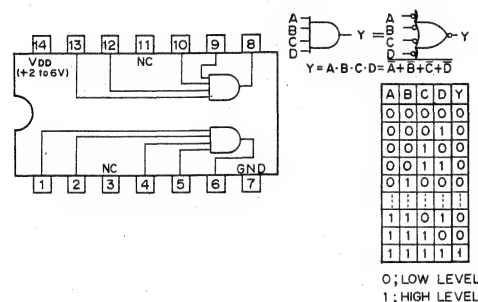 14 13 12 11 10 9 8
VDD
(+2 to 6V)
NC
NC
GND
1 2 3 4 5 6 7
A
B
C
D
Y
=
A
B
C
D
Y
Y=A·B·C·D=A̅+B̅+C̅+D̅
A B C D Y
0 0 0 0 0
0 0 0 1 0
0 0 1 0 0
0 0 1 1 0
0 1 0 0 0
1 1 0 1 0
1 1 1 0 0
1 1 1 1 1
0; LOW LEVEL
1; HIGH LEVEL